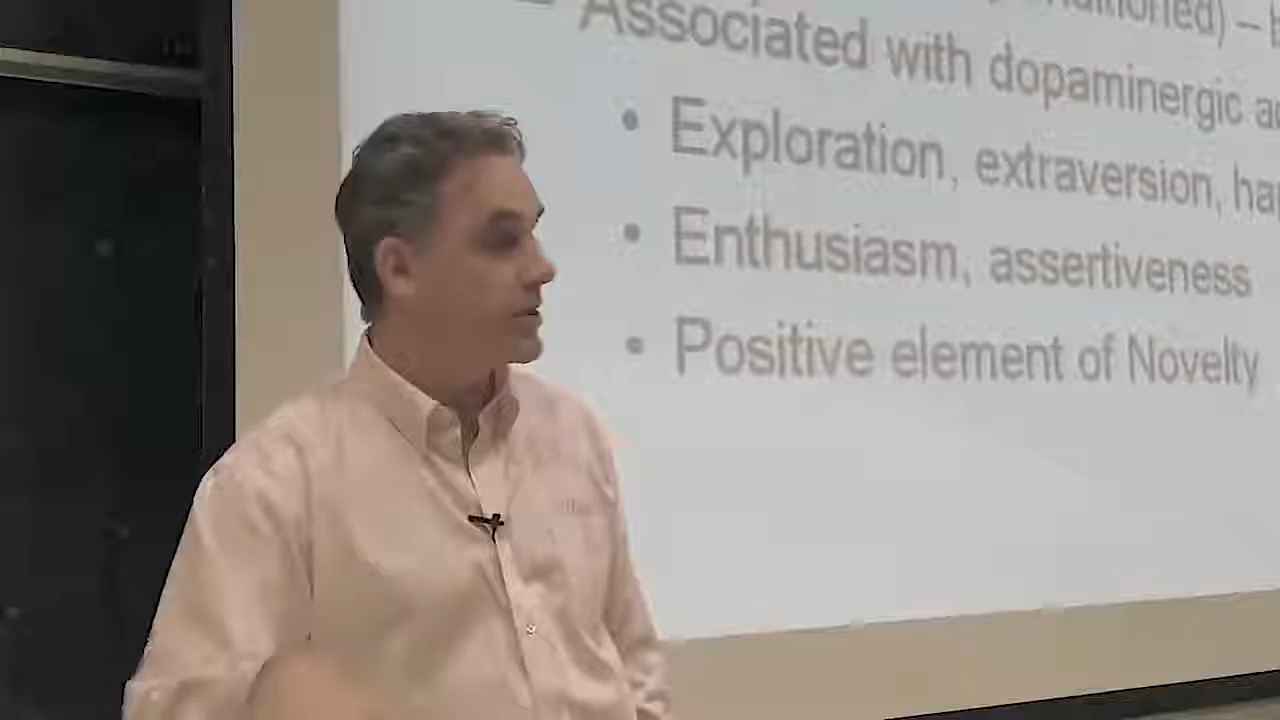 – Associated with dopaminergic
• Exploration, extraversion,
• Enthusiasm, assertiveness
• Positive element of Novelty